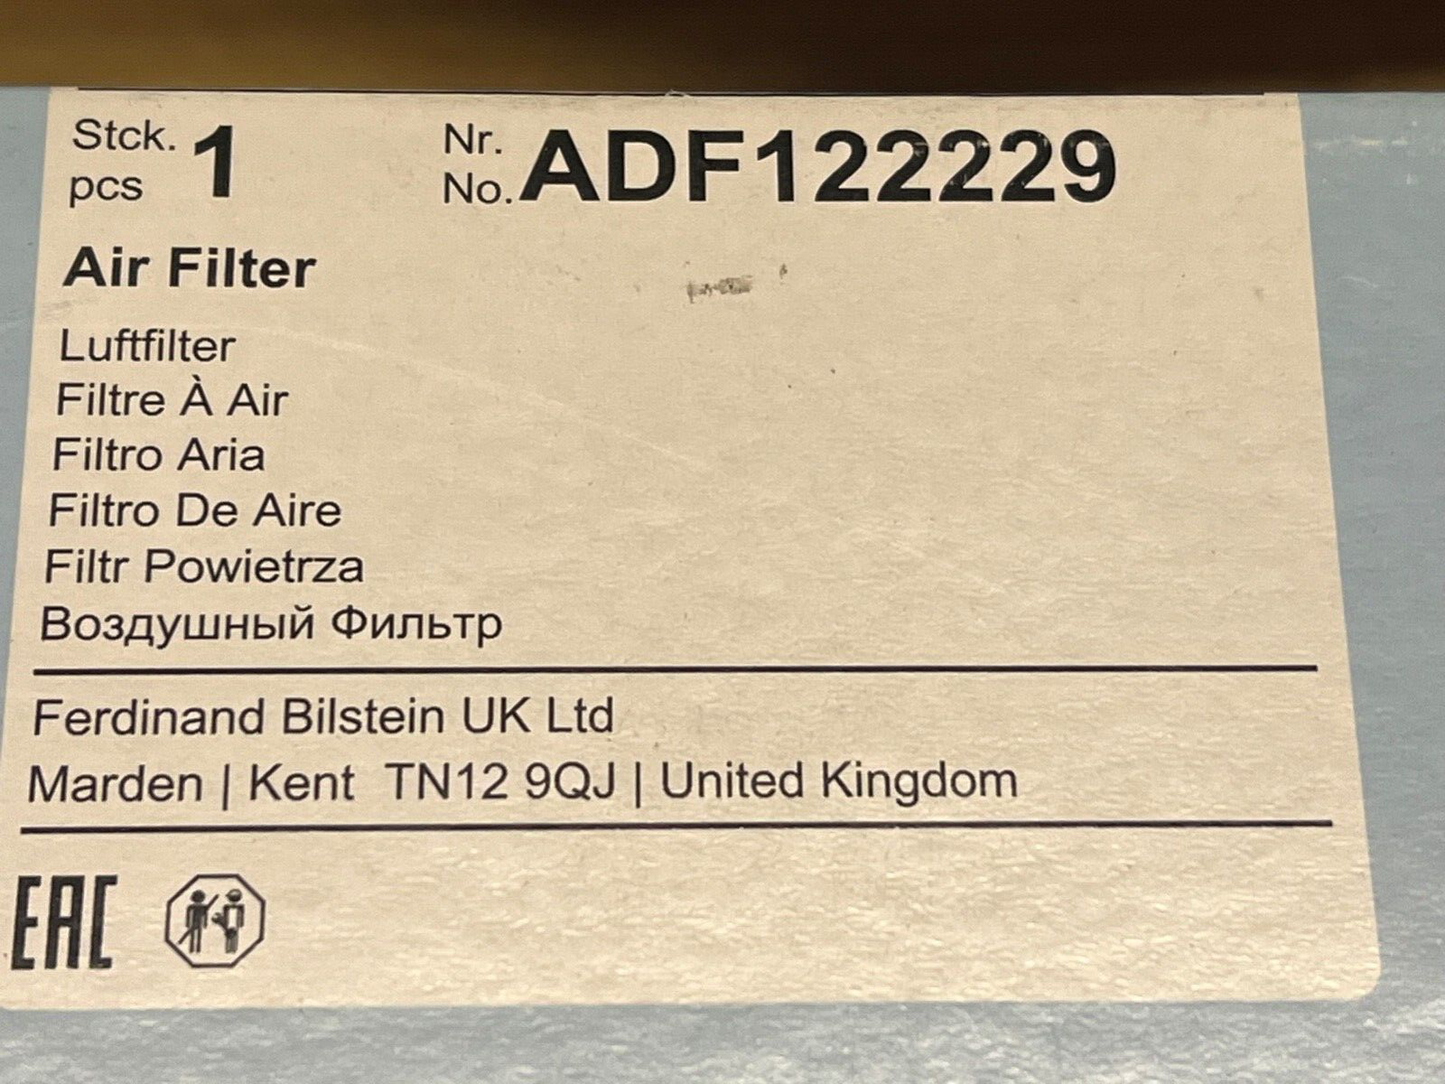 Stck. 1 Nr. ADF122229
pcs No.
Air Filter
Luftfilter
Filtre À Air
Filtro Aria
Filtro De Aire
Filtr Powietrza
Воздушный Фильтр
Ferdinand Bilstein UK Ltd
Marden | Kent TN12 9QJ | United Kingdom
EAC